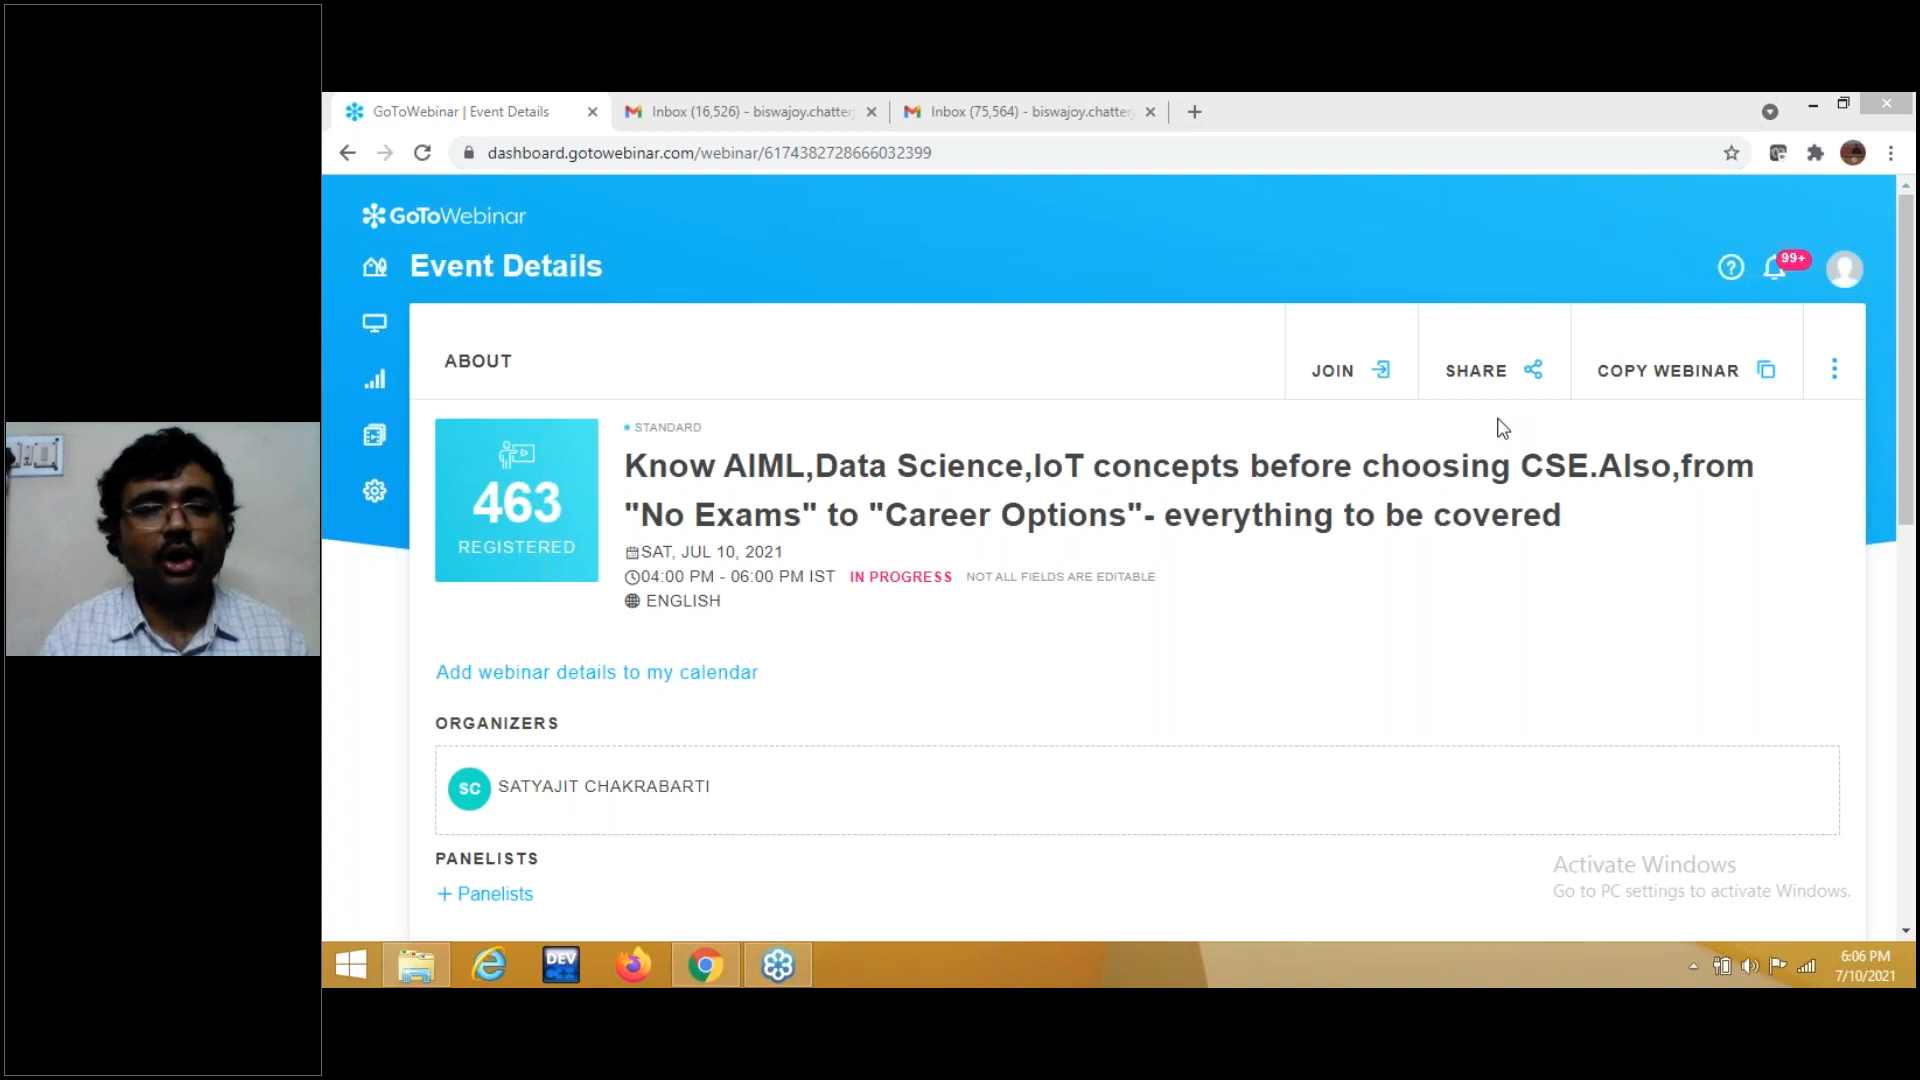 GoToWebinar | Event Details
Inbox (16,526) - biswajoy.chatter
Inbox (75,564) - biswajoy.chatter
dashboard.gotowebinar.com/webinar/6174382728666032399
GoToWebinar
Event Details
99+
ABOUT
JOIN
SHARE
COPY WEBINAR
463
REGISTERED
STANDARD
Know AIML,Data Science,IoT concepts before choosing CSE.Also,from
"No Exams" to "Career Options"- everything to be covered
SAT, JUL 10, 2021
04:00 PM - 06:00 PM IST IN PROGRESS NOT ALL FIELDS ARE EDITABLE
ENGLISH
Add webinar details to my calendar
ORGANIZERS
SC SATYAJIT CHAKRABARTI
PANELISTS
+ Panelists
Activate Windows
Go to PC settings to activate Windows.
DEV
C++
6:06 PM
7/10/2021